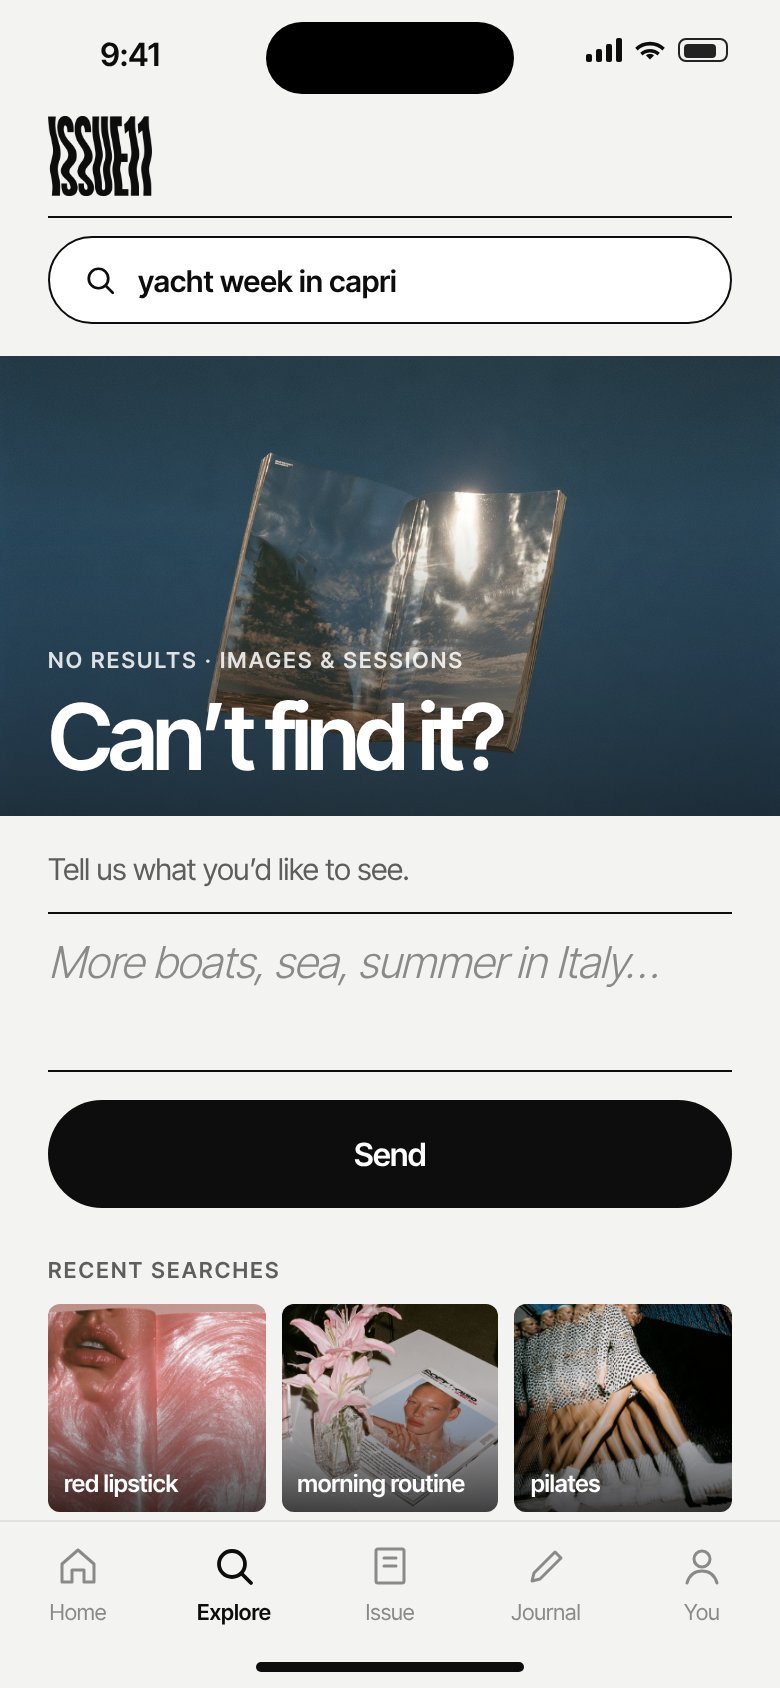 9:41
ISSUE11
yacht week in capri
NO RESULTS · IMAGES & SESSIONS
Can’t find it?
Tell us what you’d like to see.
More boats, sea, summer in Italy…
Send
RECENT SEARCHES
red lipstick
morning routine
pilates
Home
Explore
Issue
Journal
You